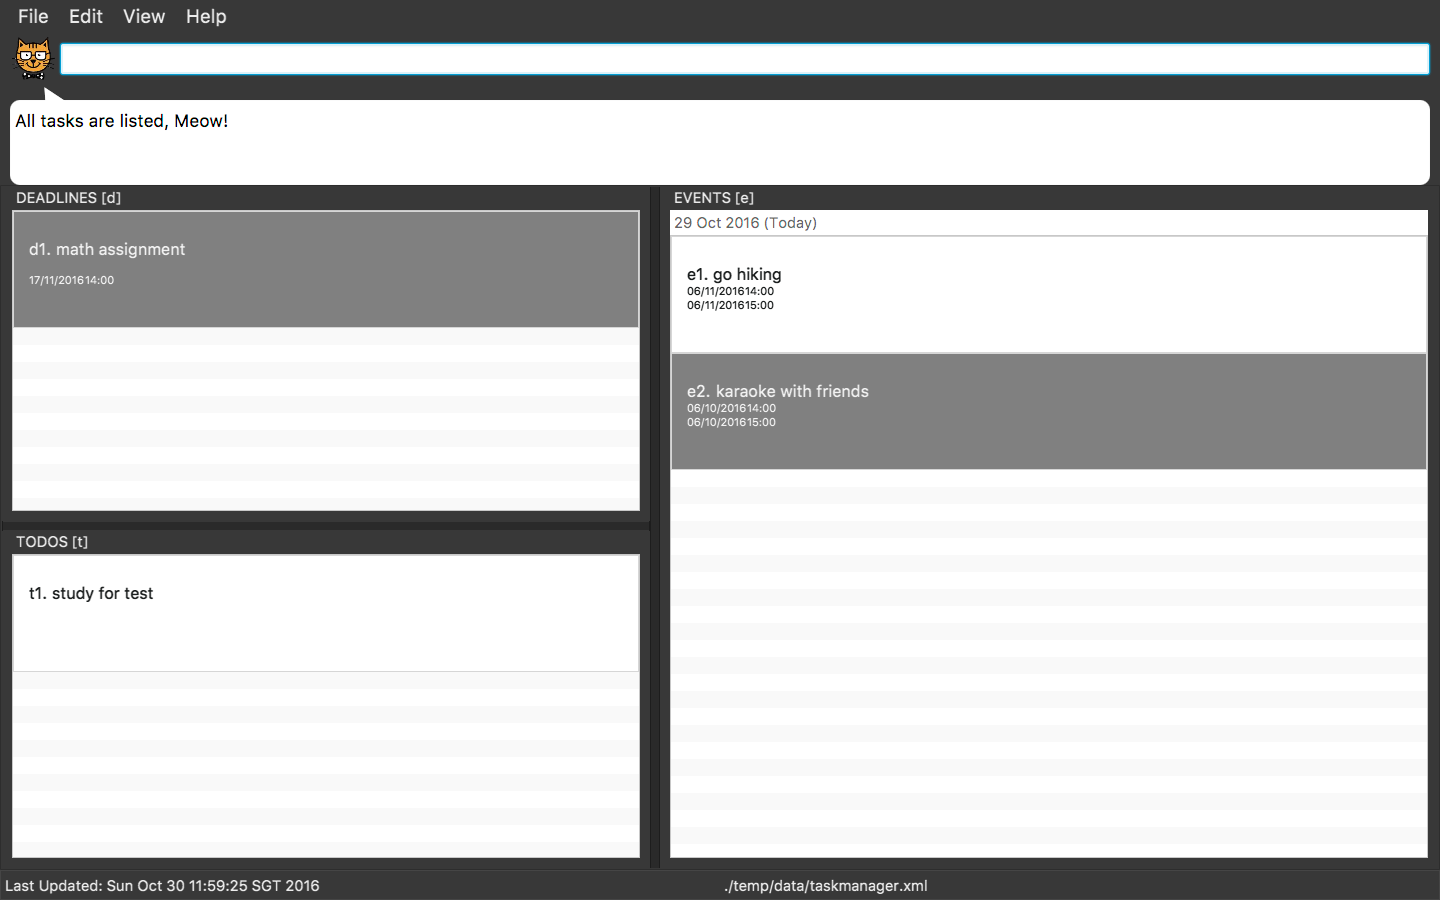 File Edit View Help
All tasks are listed, Meow!
DEADLINES [d]
d1. math assignment
17/11/201614:00
TODOS [t]
t1. study for test
EVENTS [e]
29 Oct 2016 (Today)
e1. go hiking
06/11/201614:00
06/11/201615:00
e2. karaoke with friends
06/10/201614:00
06/10/201615:00
Last Updated: Sun Oct 30 11:59:25 SGT 2016
./temp/data/taskmanager.xml